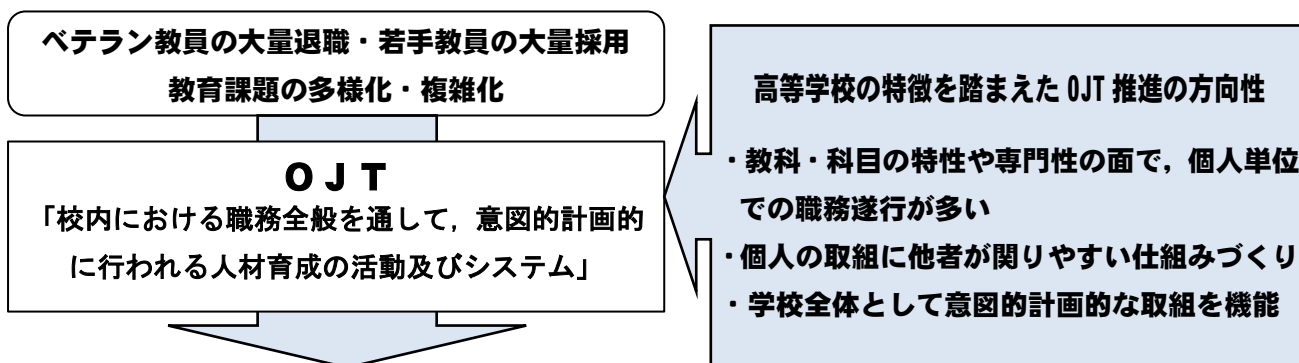 ベテラン教員の大量退職・若手教員の大量採用
教育課題の多様化・複雑化
OJT
「校内における職務全般を通して，意図的計画的
に行われる人材育成の活動及びシステム」
高等学校の特徴を踏まえた OJT 推進の方向性
・教科・科目の特性や専門性の面で，個人単位
での職務遂行が多い
・個人の取組に他者が関りやすい仕組みづくり
・学校全体として意図的計画的な取組を機能